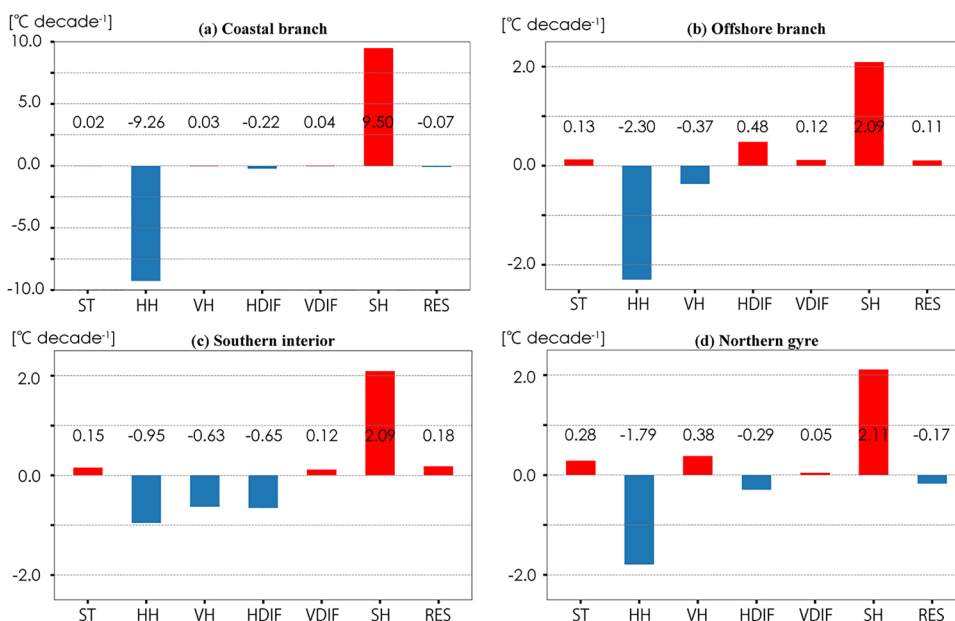 [℃ decade⁻¹] (a) Coastal branch
10.0
5.0
0.02 -9.26 0.03 -0.22 0.04 9.50 -0.07
0.0
-5.0
-10.0
ST HH VH HDIF VDIF SH RES
[℃ decade⁻¹] (b) Offshore branch
2.0
0.13 -2.30 -0.37 0.48 0.12 2.09 0.11
0.0
-2.0
ST HH VH HDIF VDIF SH RES
[℃ decade⁻¹] (c) Southern interior
2.0
0.15 -0.95 -0.63 -0.65 0.12 2.09 0.18
0.0
-2.0
ST HH VH HDIF VDIF SH RES
[℃ decade⁻¹] (d) Northern gyre
2.0
0.28 -1.79 0.38 -0.29 0.05 2.11 -0.17
0.0
-2.0
ST HH VH HDIF VDIF SH RES